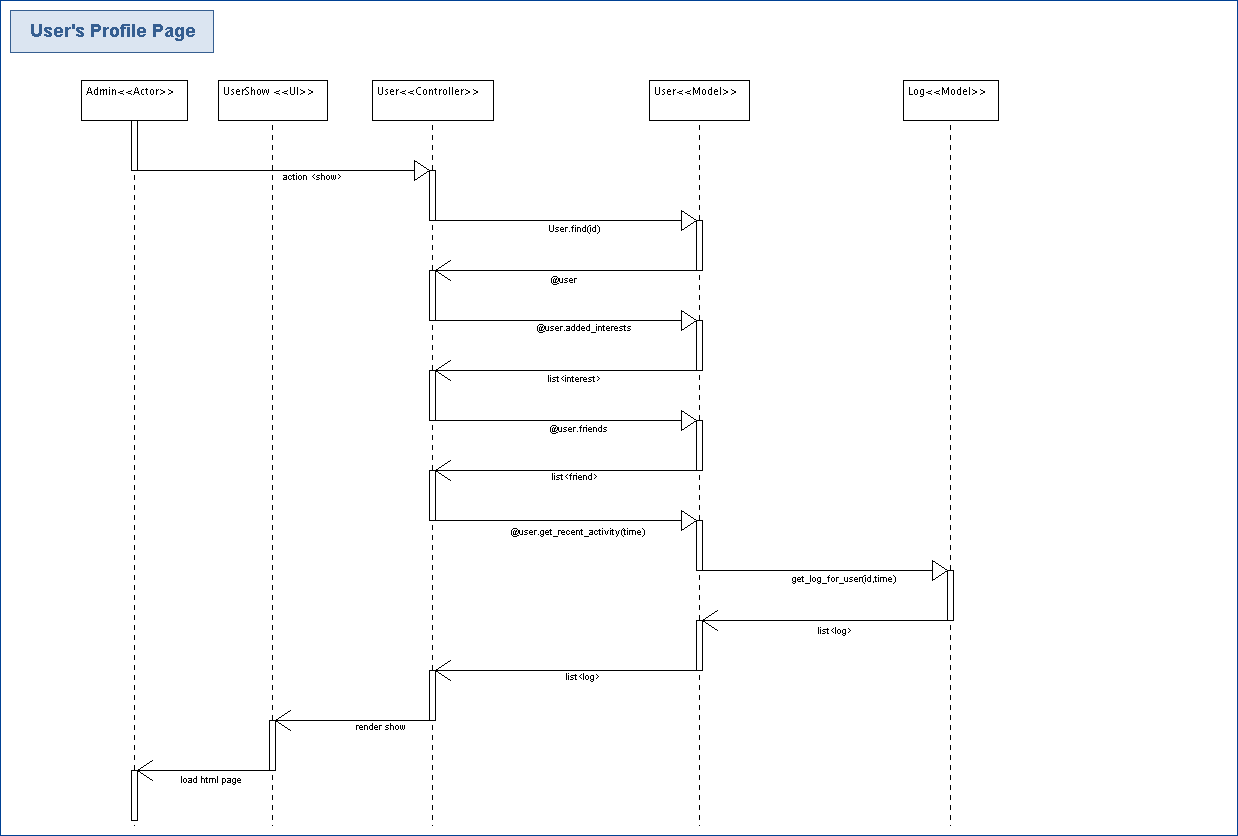 User's Profile Page
Admin<<Actor>>
UserShow <<UI>>
User<<Controller>>
User<<Model>>
Log<<Model>>
action <show>
User.find(id)
@user
@user.added_interests
list<interest>
@user.friends
list<friend>
@user.get_recent_activity(time)
get_log_for_user(id,time)
list<log>
list<log>
render show
load html page